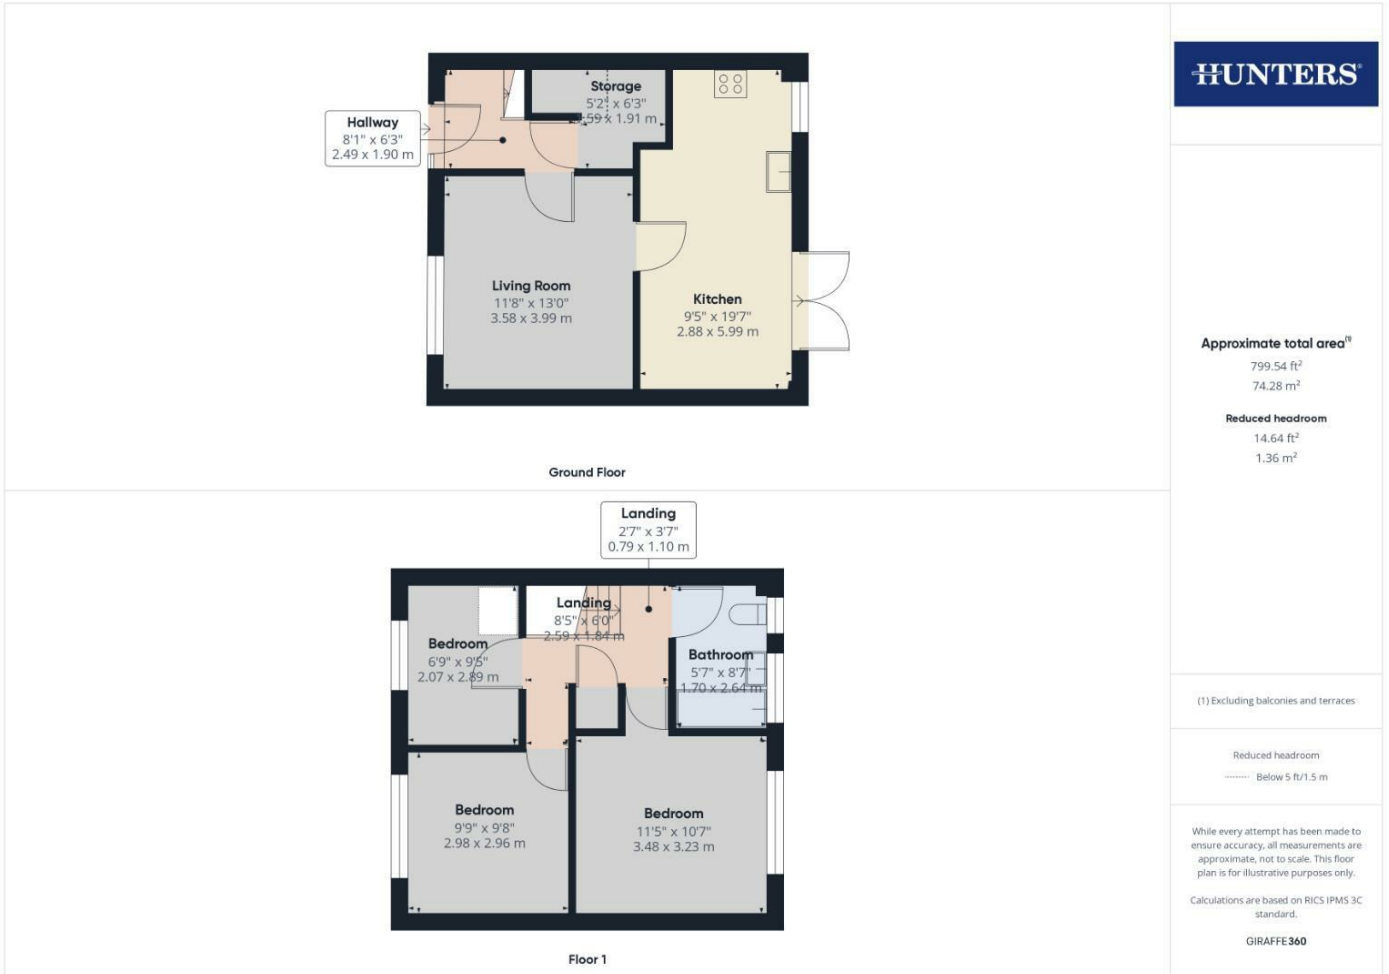 Storage
5'2" x 6'3"
1.59 x 1.91 m
Hallway
8'1" x 6'3"
2.49 x 1.90 m
Living Room
11'8" x 13'0"
3.58 x 3.99 m
Kitchen
9'5" x 19'7"
2.88 x 5.99 m
Ground Floor
Landing
2'7" x 3'7"
0.79 x 1.10 m
Landing
8'5" x 6'0"
2.59 x 1.84 m
Bedroom
6'9" x 9'5"
2.07 x 2.89 m
Bathroom
5'7" x 8'7"
1.70 x 2.64 m
Bedroom
9'9" x 9'8"
2.98 x 2.96 m
Bedroom
11'5" x 10'7"
3.48 x 3.23 m
Floor 1
HUNTERS®
Approximate total area(1)
799.54 ft²
74.28 m²
Reduced headroom
14.64 ft²
1.36 m²
(1) Excluding balconies and terraces
Reduced headroom
Below 5 ft/1.5 m
While every attempt has been made to
ensure accuracy, all measurements are
approximate, not to scale. This floor
plan is for illustrative purposes only.
Calculations are based on RICS IPMS 3C
standard.
GIRAFFE360